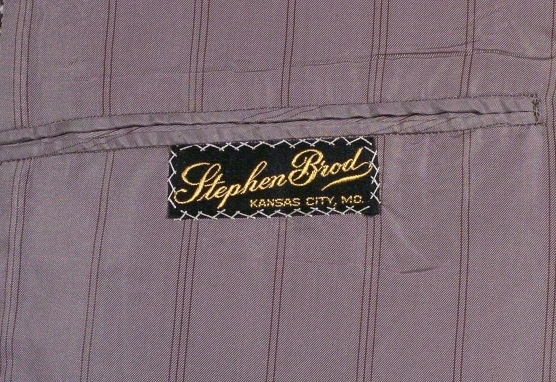 Stephen Brod
KANSAS CITY, MO.